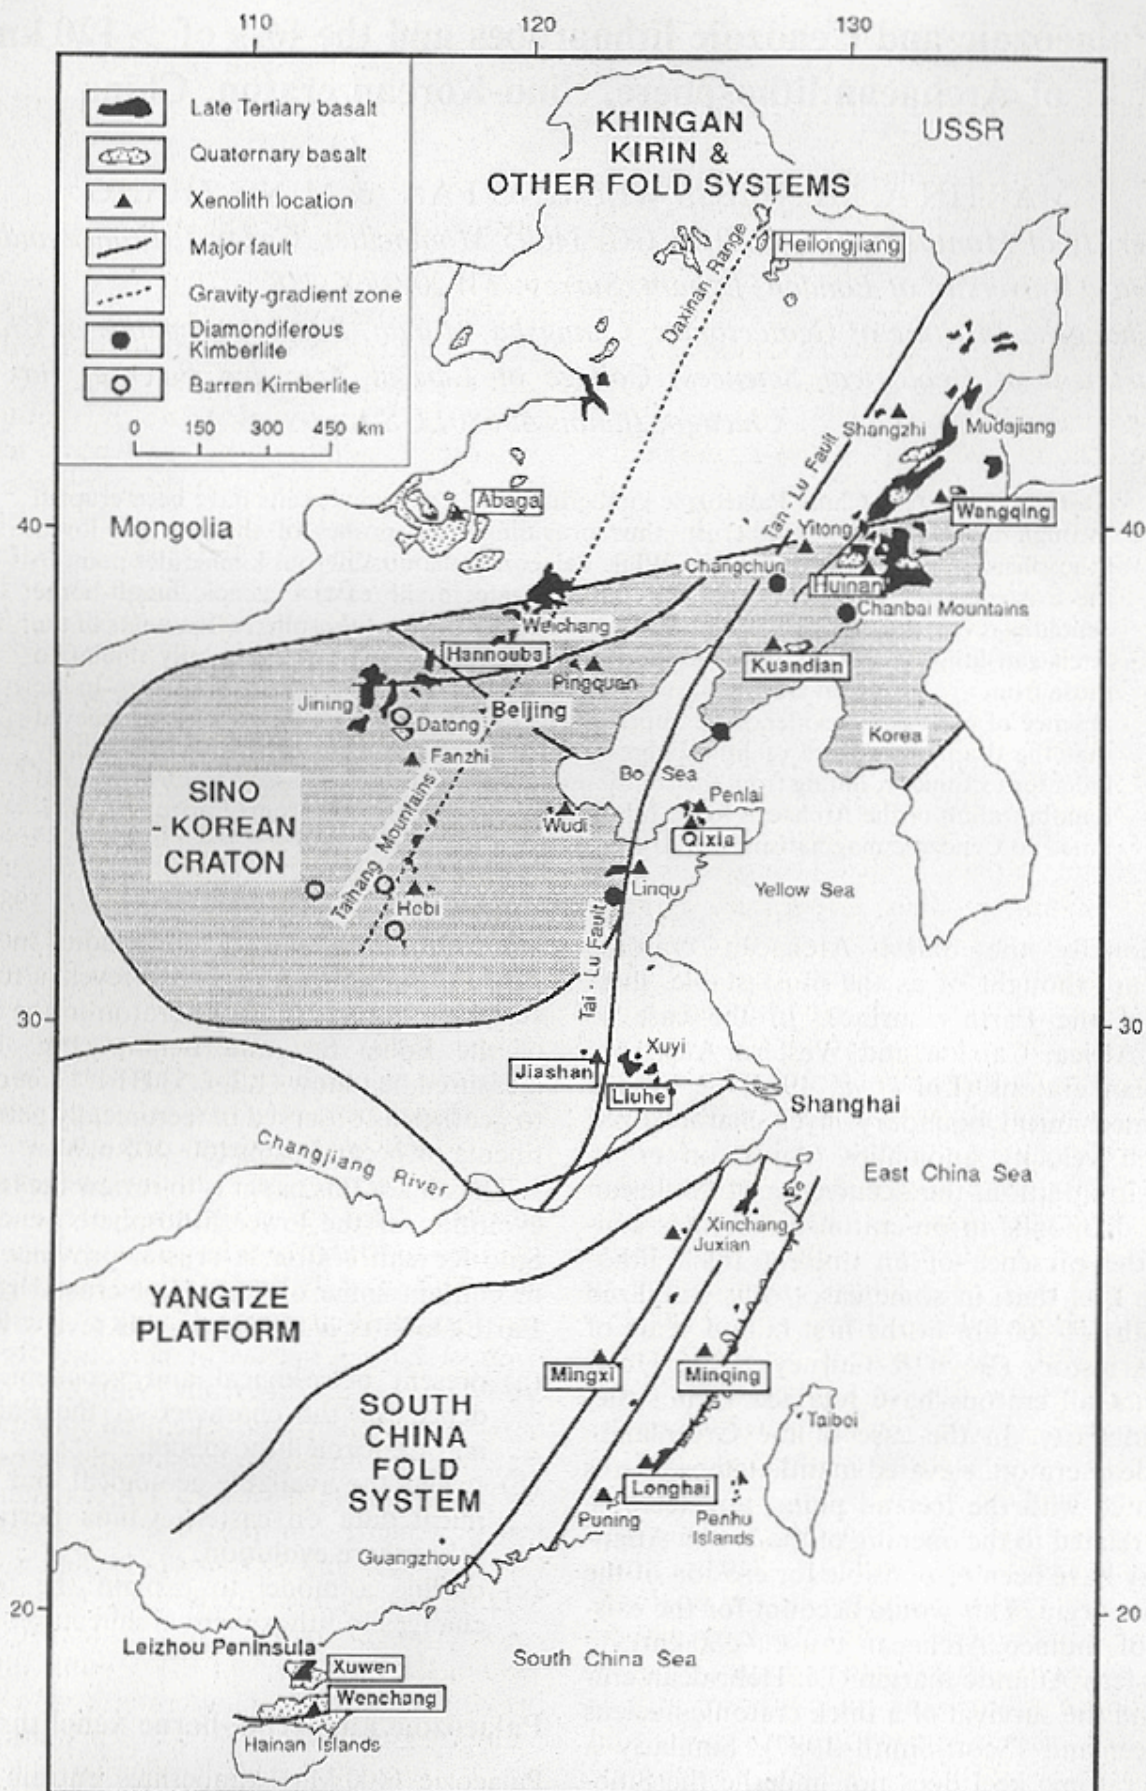 110
120
130
Late Tertiary basalt
Quaternary basalt
Xenolith location
Major fault
Gravity-gradient zone
Diamondiferous
Kimberlite
Barren Kimberlite
0 150 300 450 km
KHINGAN
KIRIN &
OTHER FOLD SYSTEMS
USSR
Heilongjiang
Daxinan Range
Shangzhi
Mudajiang
Tan-Lu Fault
Abaga
Mongolia
40
40
Wangqing
Yitong
Changchun
Huinan
Chanbai Mountains
Weichang
Hannouba
Kuandian
Pingquan
Jining
Beijing
Datong
Korea
Fanzhi
Bo Sea
SINO
- KOREAN
CRATON
Penlai
Wudi
Qixia
Taihang Mountains
Linqu
Yellow Sea
Hebi
Tai-Lu Fault
30
30
Xuyi
Jiashan
Liuhe
Shanghai
Changjiang River
East China Sea
Xinchang
Juxian
YANGTZE
PLATFORM
Mingxi
Minqing
SOUTH
CHINA
FOLD
SYSTEM
Taibei
Longhai
Puning
Penhu
Islands
Guangzhou
20
20
Leizhou Peninsula
South China Sea
Xuwen
Wenchang
Hainan Islands